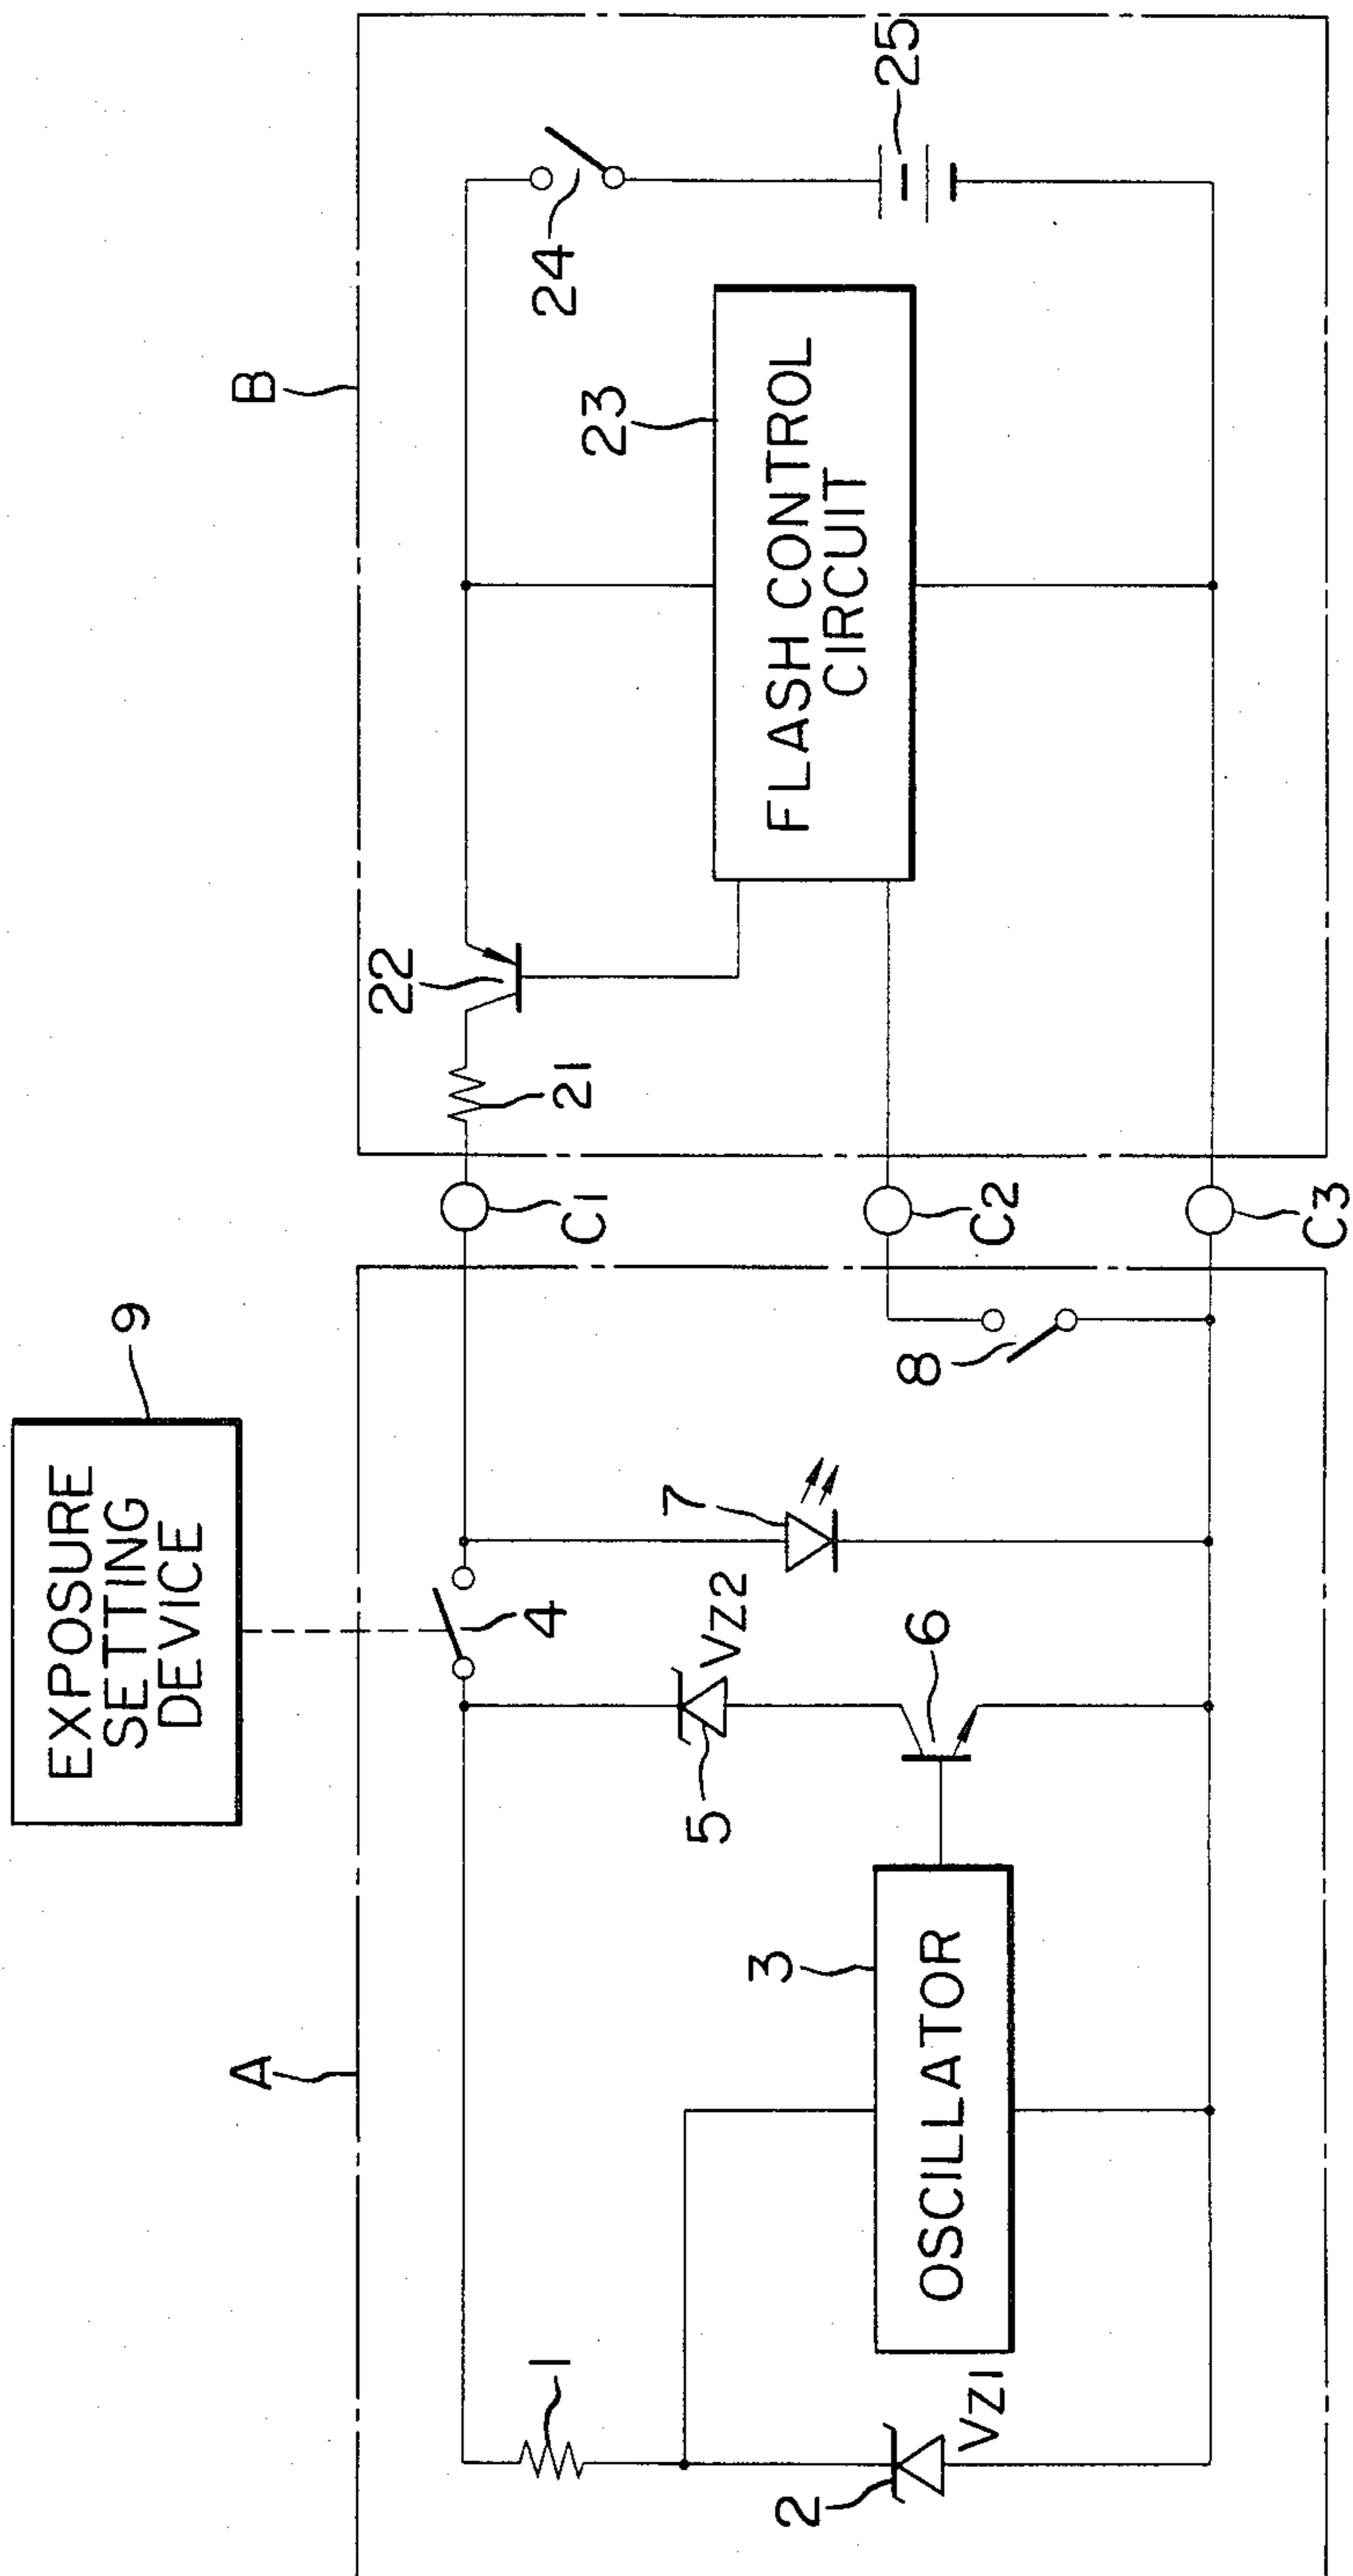 EXPOSURE
SETTING
DEVICE
9
A
B
1
2
VZ1
OSCILLATOR
3
4
5
VZ2
6
7
8
C1
C2
C3
21
22
FLASH CONTROL
CIRCUIT
23
24
25